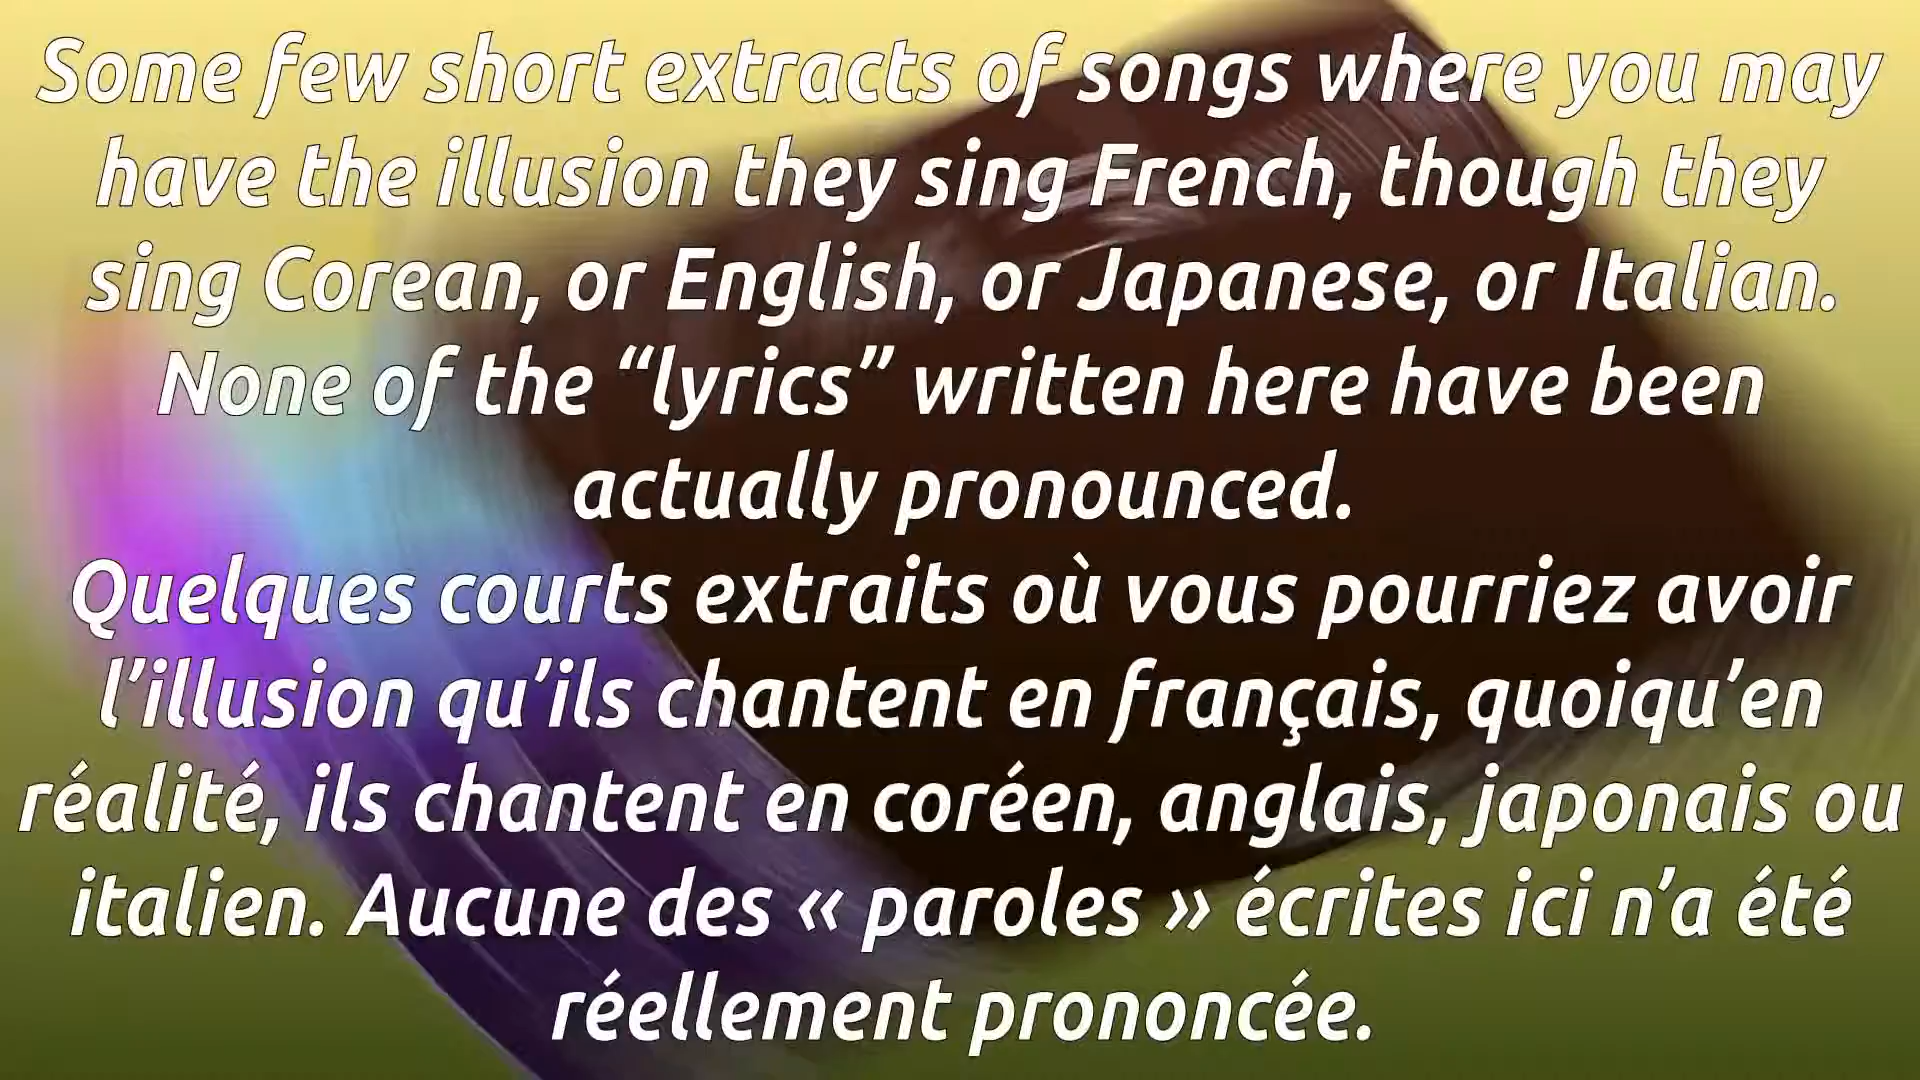 Some few short extracts of songs where you may
have the illusion they sing French, though they
sing Corean, or English, or Japanese, or Italian.
None of the “lyrics” written here have been
actually pronounced.
Quelques courts extraits où vous pourriez avoir
l’illusion qu’ils chantent en français, quoiqu’en
réalité, ils chantent en coréen, anglais, japonais ou
italien. Aucune des « paroles » écrites ici n’a été
réellement prononcée.